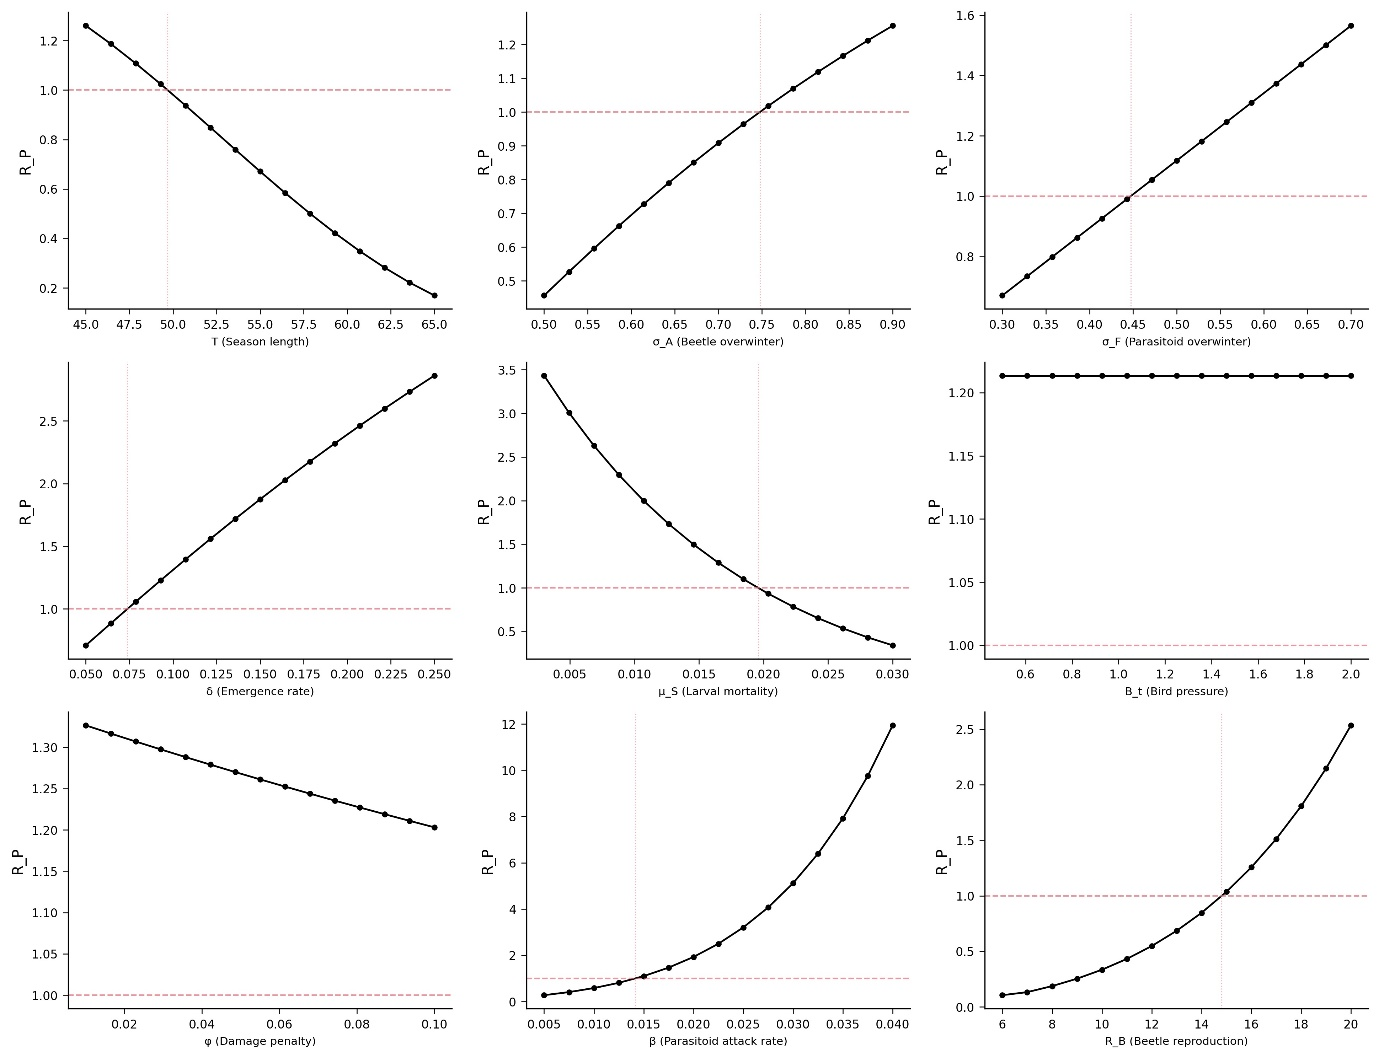 R_P
1.2
1.0
0.8
0.6
0.4
0.2
45.0 47.5 50.0 52.5 55.0 57.5 60.0 62.5 65.0
T (Season length)
R_P
1.2
1.1
1.0
0.9
0.8
0.7
0.6
0.5
0.50 0.55 0.60 0.65 0.70 0.75 0.80 0.85 0.90
σ_A (Beetle overwinter)
R_P
1.6
1.4
1.2
1.0
0.8
0.30 0.35 0.40 0.45 0.50 0.55 0.60 0.65 0.70
σ_F (Parasitoid overwinter)
R_P
2.5
2.0
1.5
1.0
0.050 0.075 0.100 0.125 0.150 0.175 0.200 0.225 0.250
δ (Emergence rate)
R_P
3.5
3.0
2.5
2.0
1.5
1.0
0.5
0.005 0.010 0.015 0.020 0.025 0.030
μ_S (Larval mortality)
R_P
1.20
1.15
1.10
1.05
1.00
0.6 0.8 1.0 1.2 1.4 1.6 1.8 2.0
B_t (Bird pressure)
R_P
1.30
1.25
1.20
1.15
1.10
1.05
1.00
0.02 0.04 0.06 0.08 0.10
φ (Damage penalty)
R_P
12
10
8
6
4
2
0
0.005 0.010 0.015 0.020 0.025 0.030 0.035 0.040
β (Parasitoid attack rate)
R_P
2.5
2.0
1.5
1.0
0.5
0.0
6 8 10 12 14 16 18 20
R_B (Beetle reproduction)